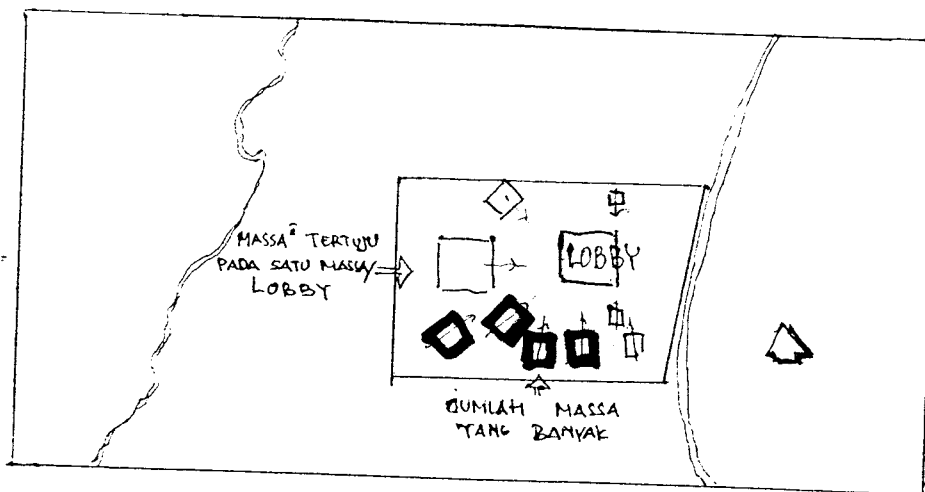 MASSA² TERTUJU
PADA SATU MASSA/
LOBBY
LOBBY
JUMLAH MASSA
YANG BANYAK